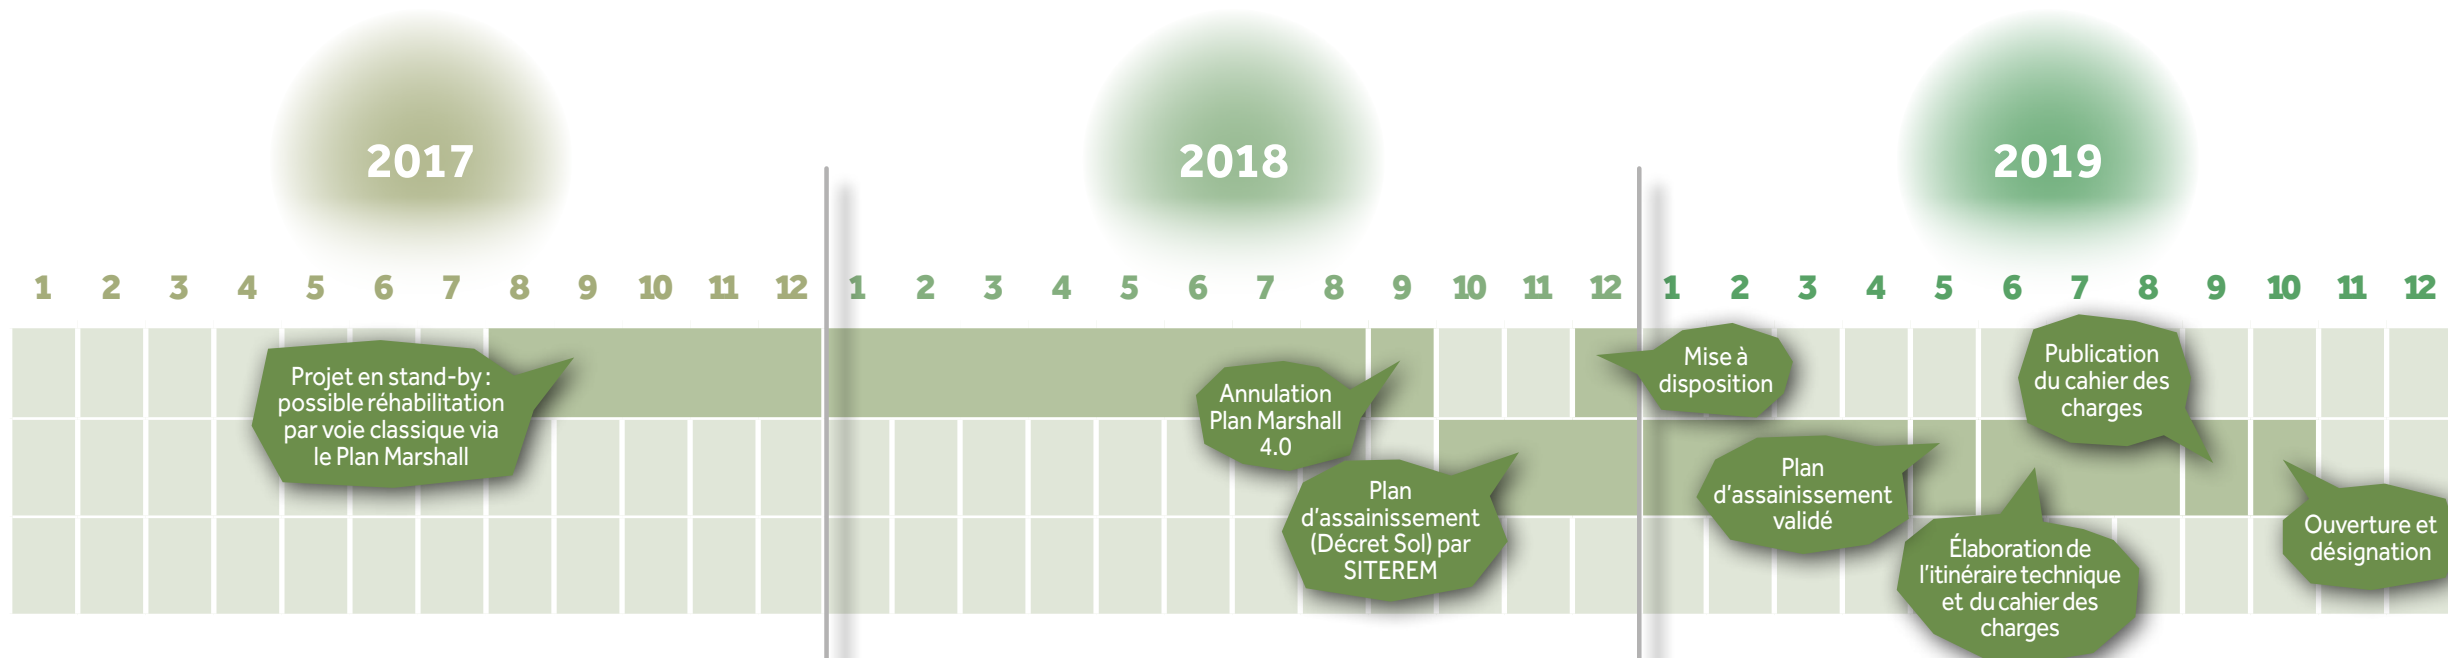 2017
2018
2019
1 2 3 4 5 6 7 8 9 10 11 12 1 2 3 4 5 6 7 8 9 10 11 12 1 2 3 4 5 6 7 8 9 10 11 12
Projet en stand-by :
possible réhabilitation
par voie classique via
le Plan Marshall
Annulation
Plan Marshall
4.0
Plan
d’assainissement
(Décret Sol) par
SITEREM
Mise à
disposition
Plan
d’assainissement
validé
Élaboration de
l’itinéraire technique
et du cahier des
charges
Publication
du cahier des
charges
Ouverture et
désignation